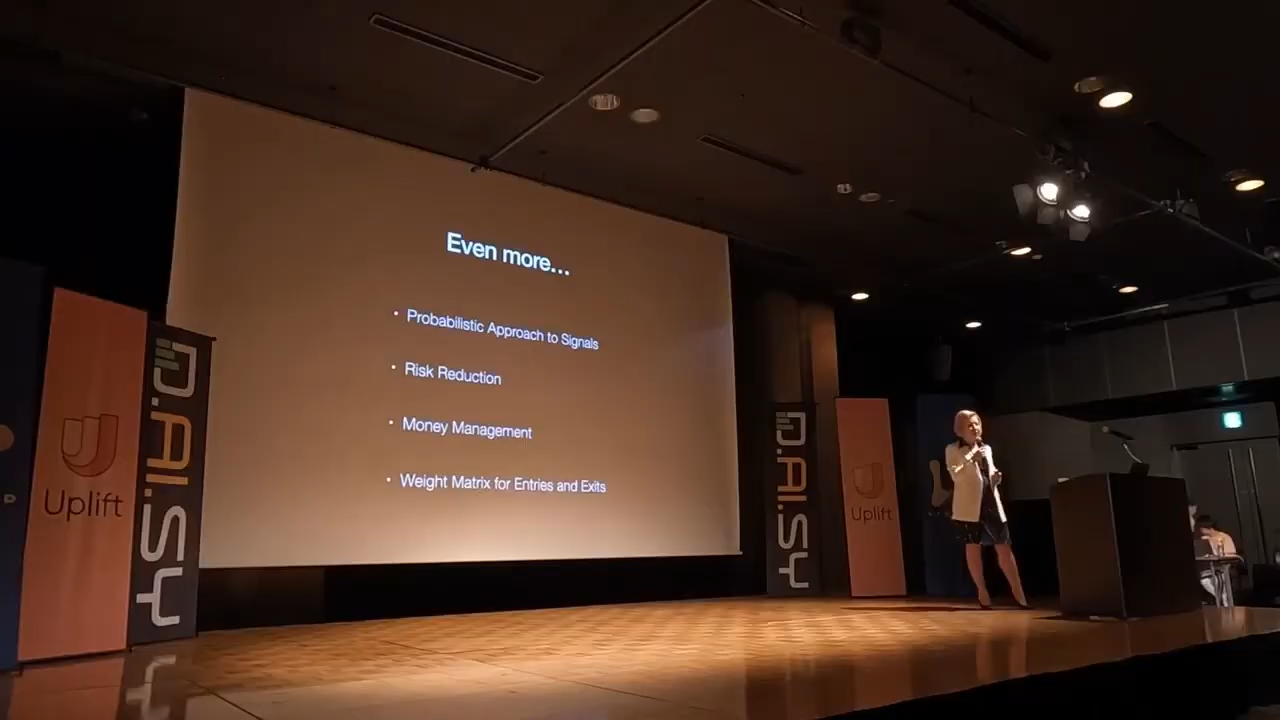 Even more...
• Probabilistic Approach to Signals
• Risk Reduction
• Money Management
• Weight Matrix for Entries and Exits
Uplift
D.AI.SY
D.AI.SY
Uplift